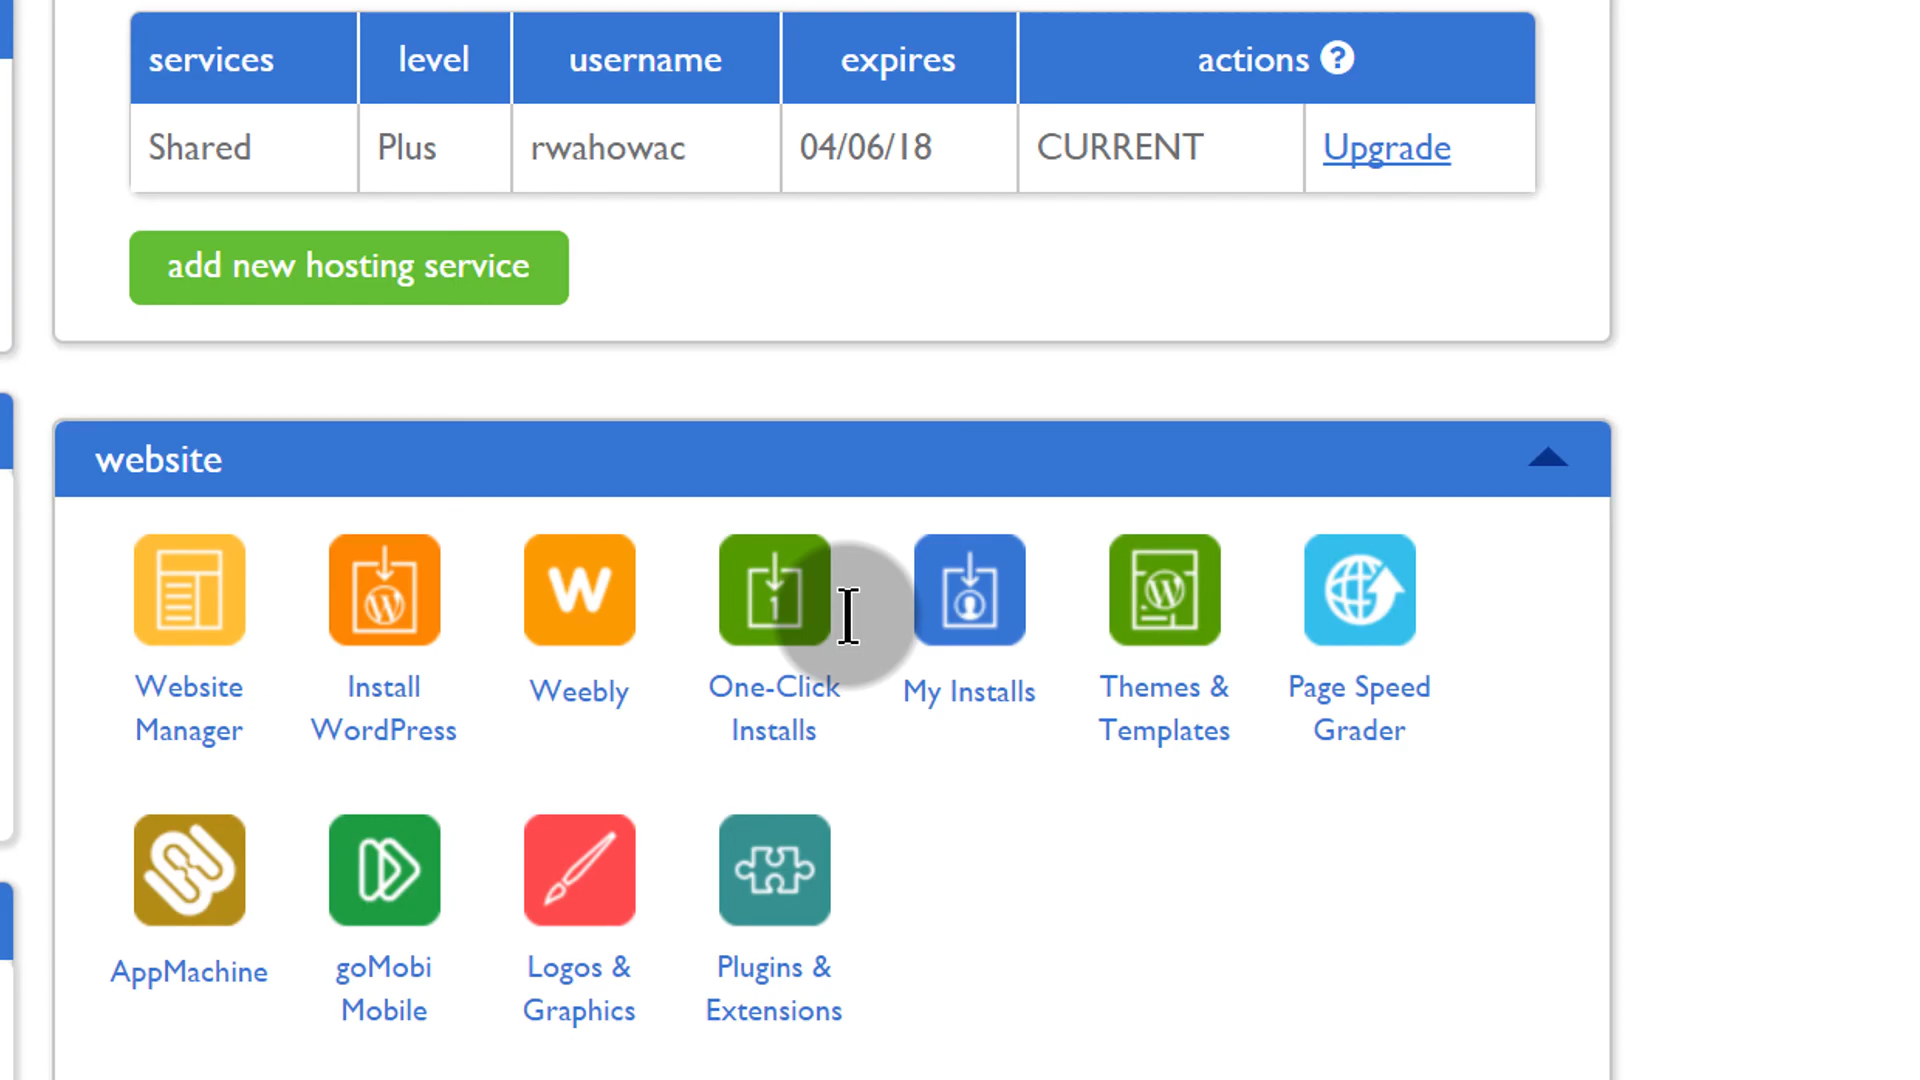 services level username expires actions ?
Shared Plus rwahowac 04/06/18 CURRENT Upgrade
add new hosting service
website
W 1 W
Website Install Weebly One-Click My Installs Themes & Page Speed
Manager WordPress Installs Templates Grader
AppMachine goMobi Logos & Plugins &
Mobile Graphics Extensions